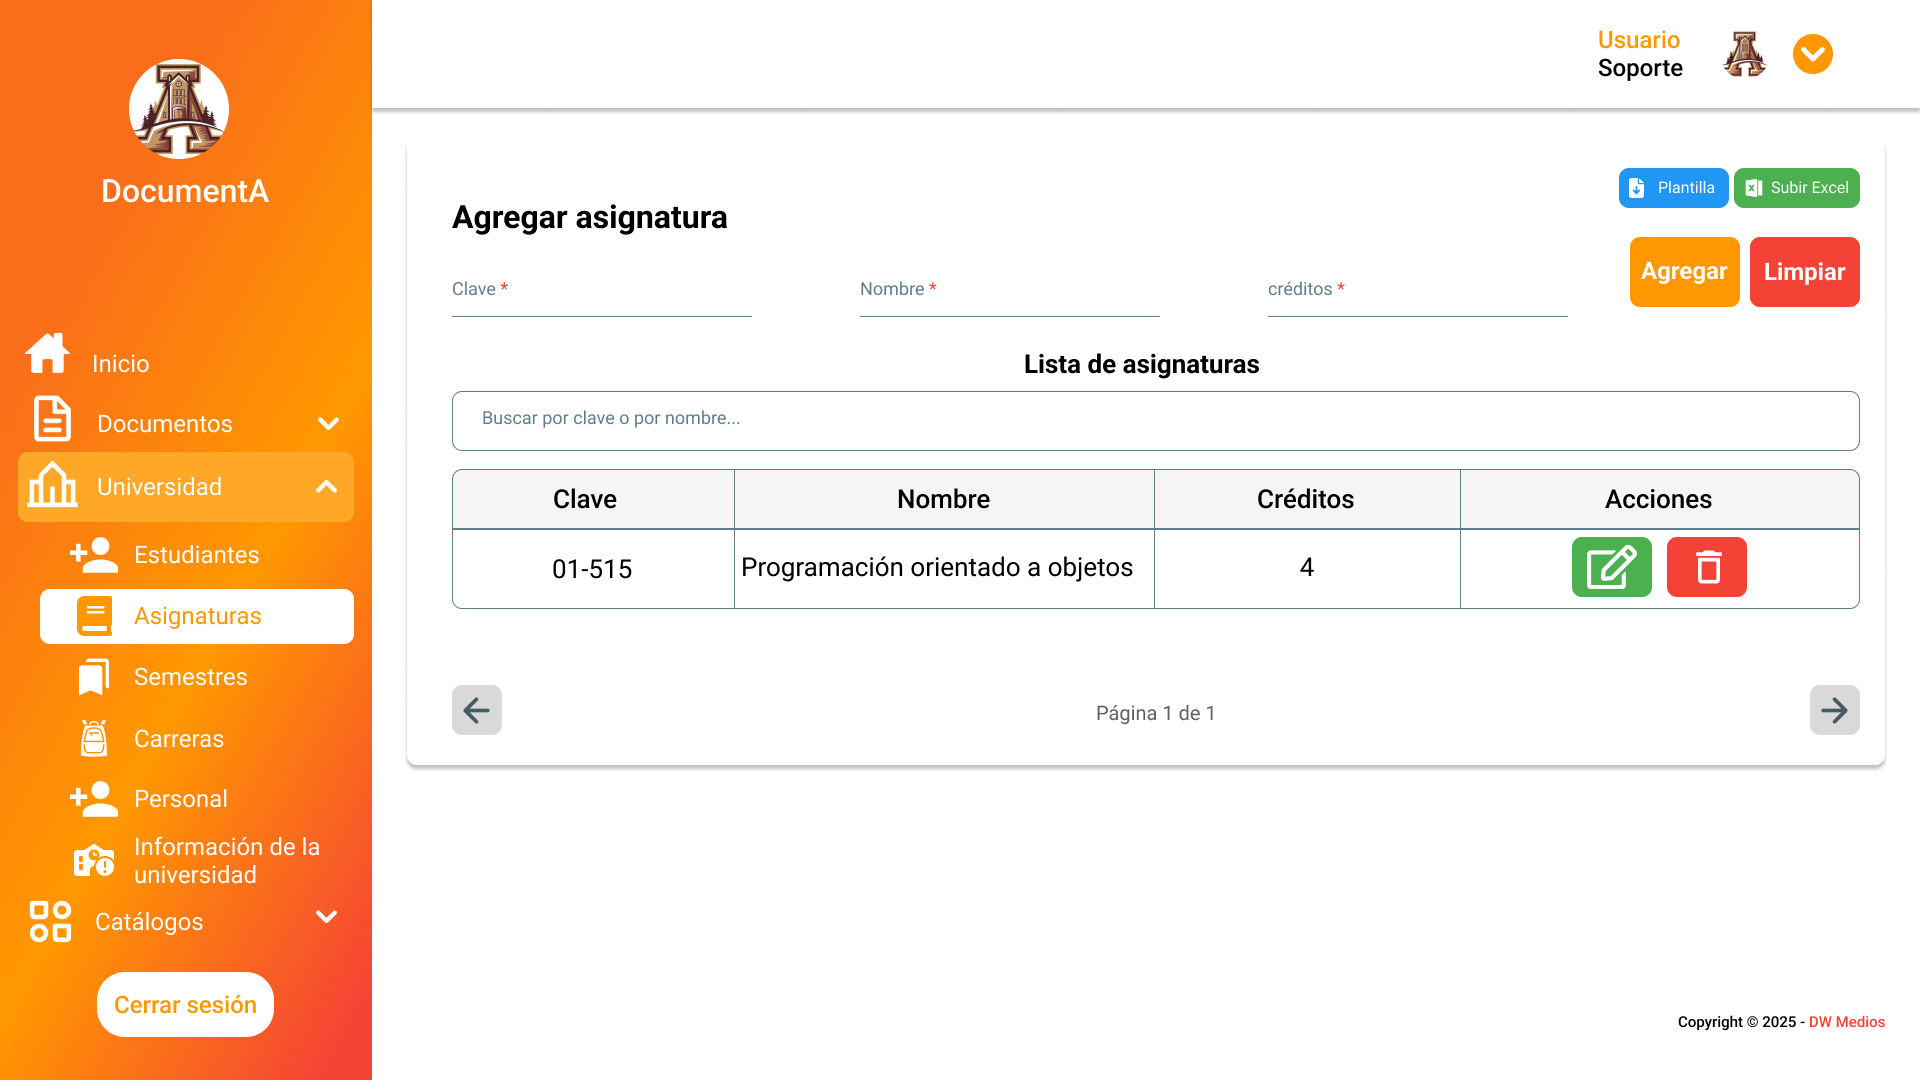 DocumentA
Inicio
Documentos
Universidad
Estudiantes
Asignaturas
Semestres
Carreras
Personal
Información de la
universidad
Catálogos
Cerrar sesión
Usuario
Soporte
Plantilla
Subir Excel
Agregar asignatura
Agregar
Limpiar
Clave *
Nombre *
créditos *
Lista de asignaturas
Buscar por clave o por nombre...
Clave Nombre Créditos Acciones
01-515 Programación orientado a objetos 4
Página 1 de 1
Copyright © 2025 - DW Medios